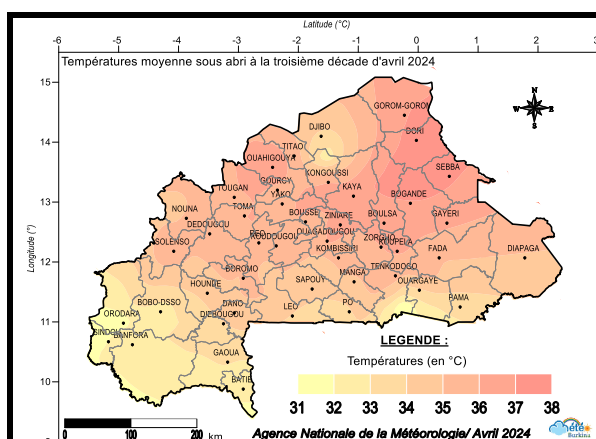 Latitude (°C)
-6 -5 -4 -3 -2 -1 0 1 2 3
Températures moyenne sous abri à la troisième décade d'avril 2024
15
GOROM-GOROM
N
W E
S
DJIBO
DORI
14
TITAO
OUAHIGOUYA
SEBBA
GOURCY
KONGOUSSI
TOUGAN
YAKO
KAYA
BOGANDE
13
NOUNA
TOMA
BOUSSE
ZINIARE
BOULSA
GAYERI
DEDOUGOU
REO
KOUDOUGOU
OUAGADOUGOU
ZORGHO
KOUPELA
SOLENSO
KOMBISSIRI
FADA
DIAPAGA
Longitude (°)
12
BOROMO
MANGA
TENKODOGO
HOUNDE
SAPOUY
OUARGAYE
BOBO-DSSO
DANO
LEO
PO
PAMA
ORODARA
DIEBOUGOU
11
SINDOU
BANFORA
LEGENDE :
GAOUA
Températures (en °C)
10
BATIE
31 32 33 34 35 36 37 38
0 100 200
km
Agence Nationale de la Météorologie/ Avril 2024
Météo
Burkina